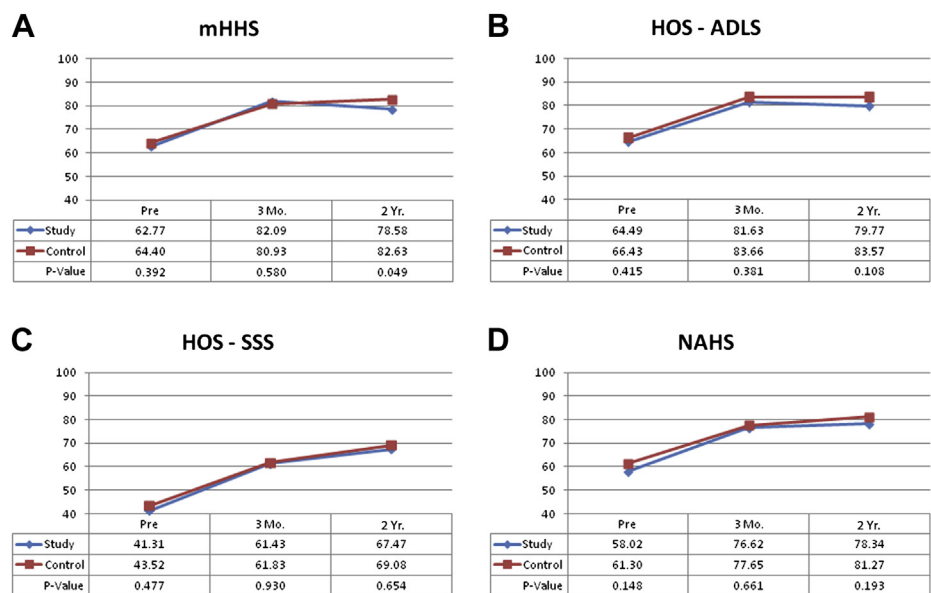 A
mHHS
100
90
80
70
60
50
40
Pre 3 Mo. 2 Yr.
Study 62.77 82.09 78.58
Control 64.40 80.93 82.63
P-Value 0.392 0.580 0.049
B
HOS - ADLS
100
90
80
70
60
50
40
Pre 3 Mo. 2 Yr.
Study 64.49 81.63 79.77
Control 66.43 83.66 83.57
P-Value 0.415 0.381 0.108
C
HOS - SSS
100
90
80
70
60
50
40
Pre 3 Mo. 2 Yr.
Study 41.31 61.43 67.47
Control 43.52 61.83 69.08
P-Value 0.477 0.930 0.654
D
NAHS
100
90
80
70
60
50
40
Pre 3 Mo. 2 Yr.
Study 58.02 76.62 78.34
Control 61.30 77.65 81.27
P-Value 0.148 0.661 0.193